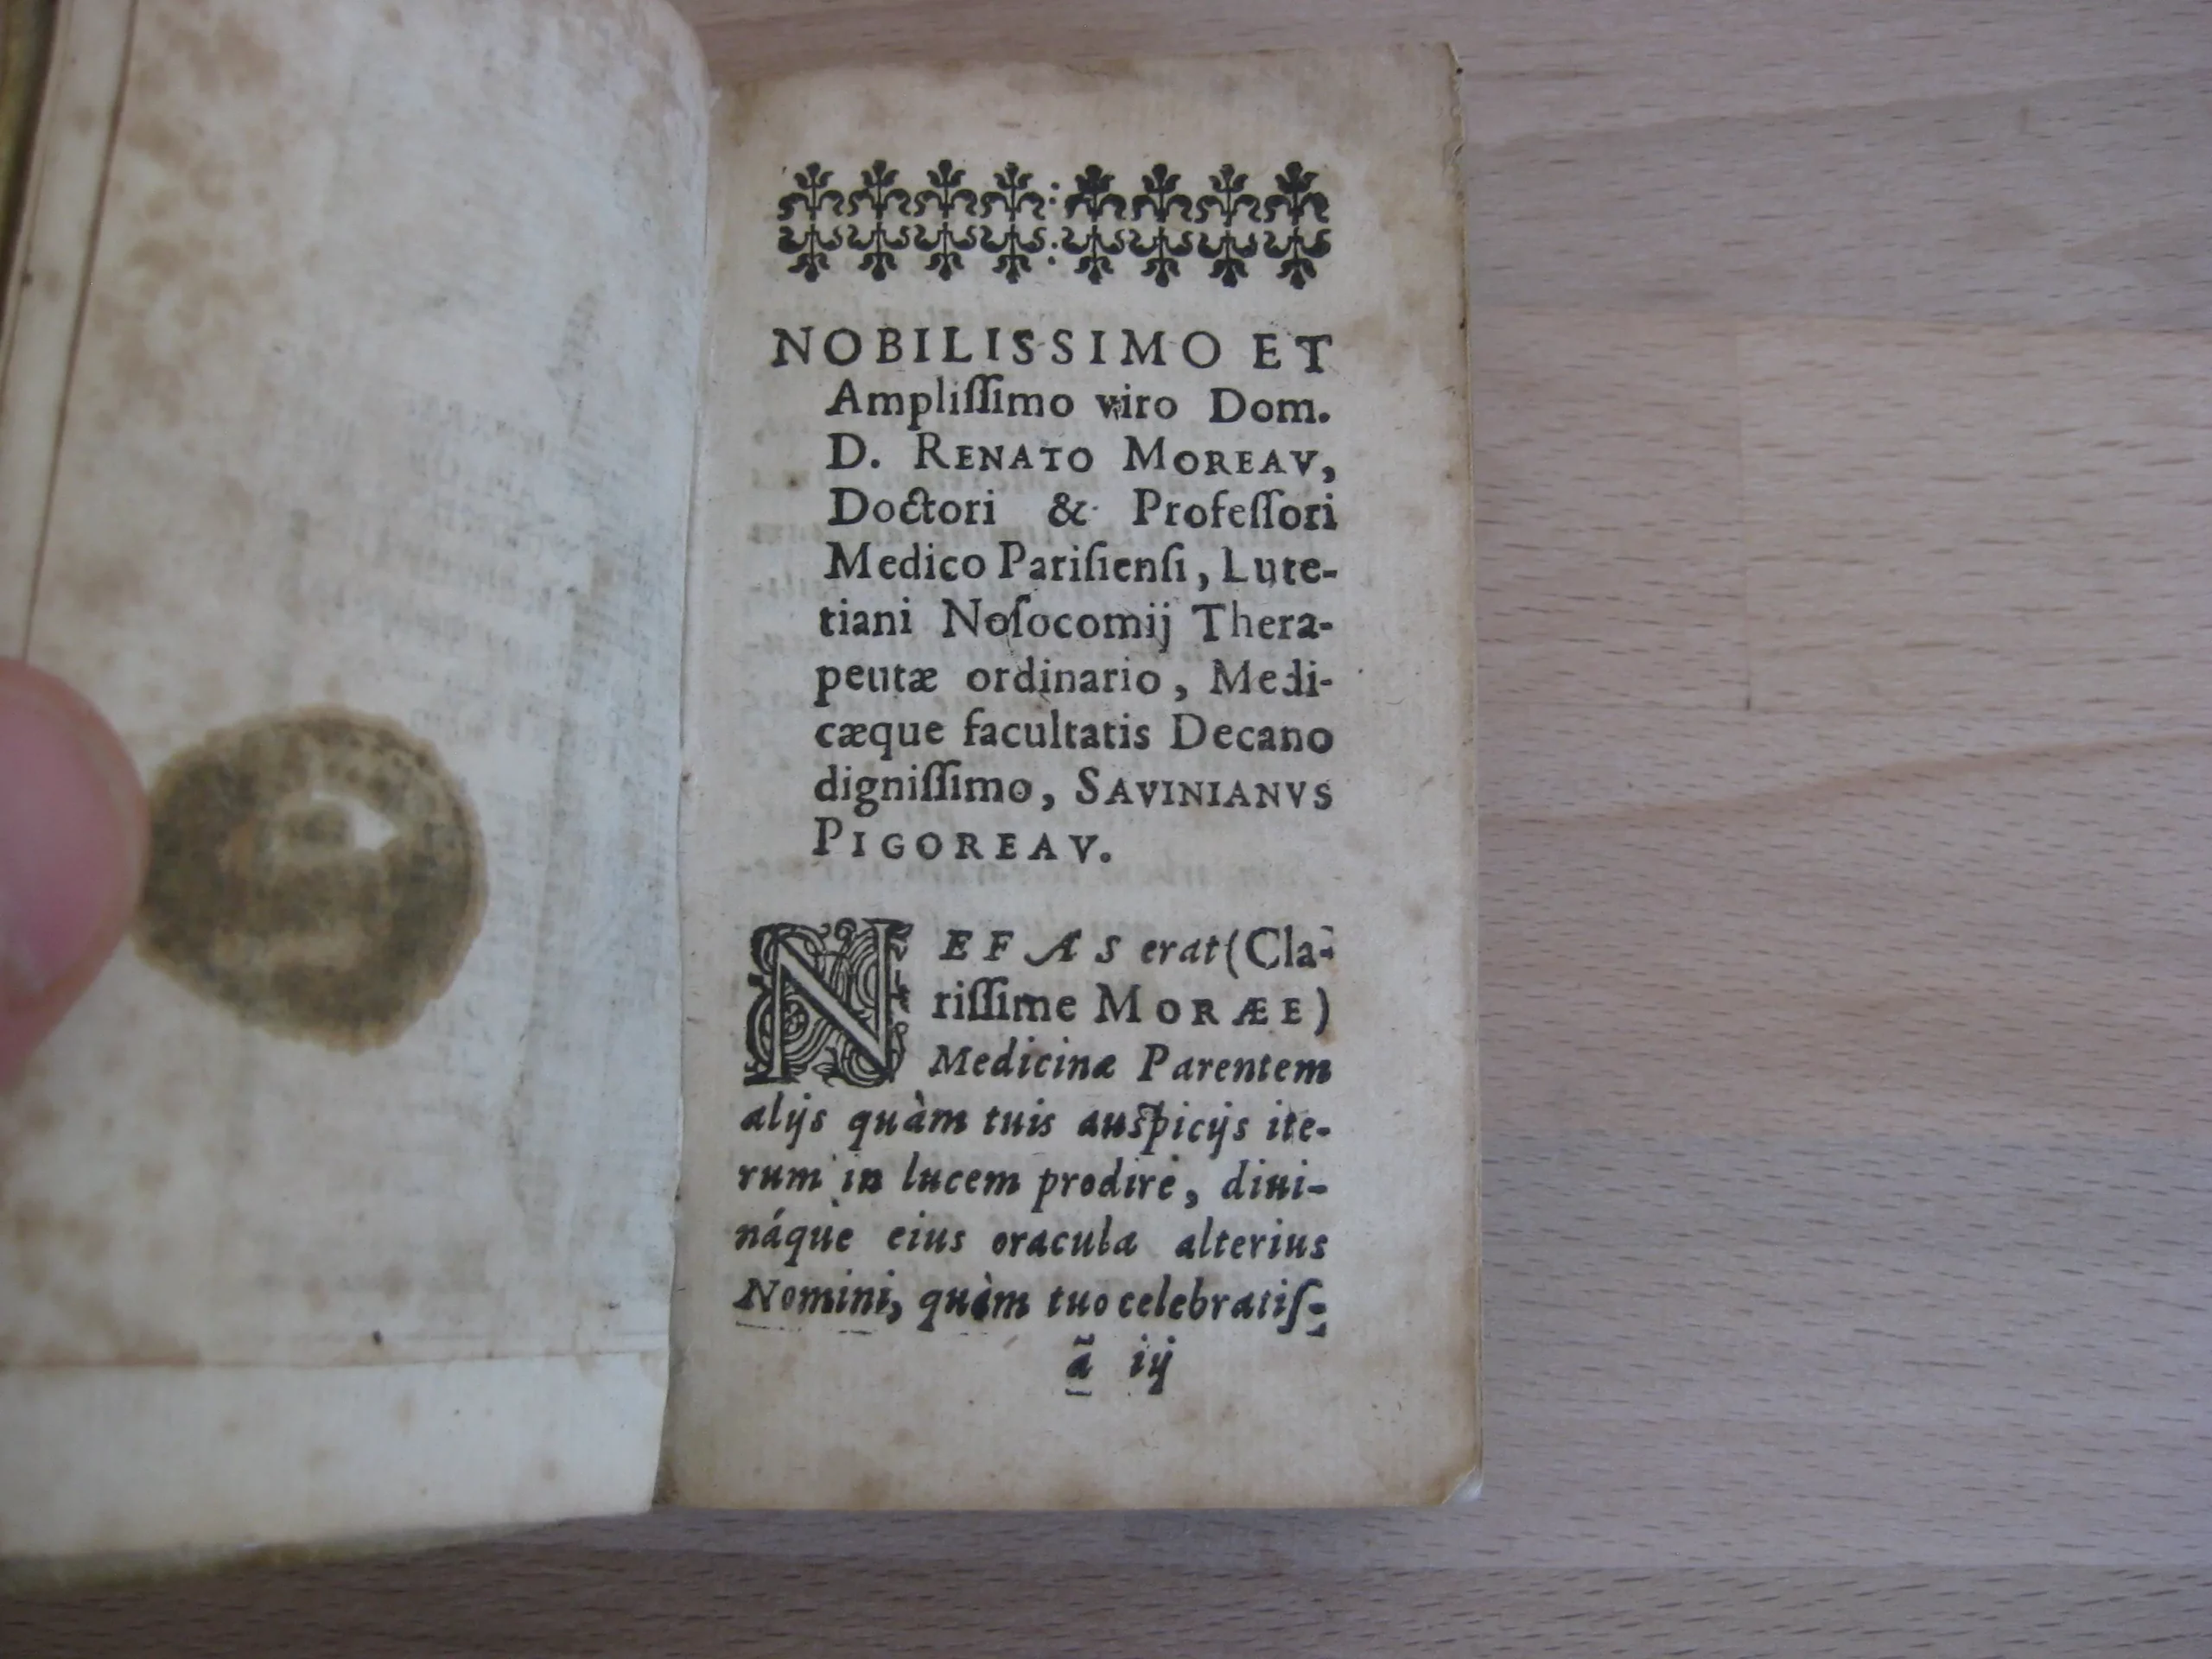 NOBILISSIMO ET
Ampliſſimo viro Dom.
D. RENATO MOREAV,
Doctori & Profeſſori
Medico Pariſienſi, Lute-
tiani Noſocomij Thera-
peutæ ordinario, Medi-
cæque facultatis Decano
digniſſimo, SAVINIANVS
PIGOREAV.
NEFAS erat (Cla-
riſſime MORÆE)
Medicinæ Parentem
alijs quàm tuis auſpicijs ite-
rum in lucem prodire, diui-
náque eius oracula alterius
Nomini, quàm tuo celebratiſ-
ã iij